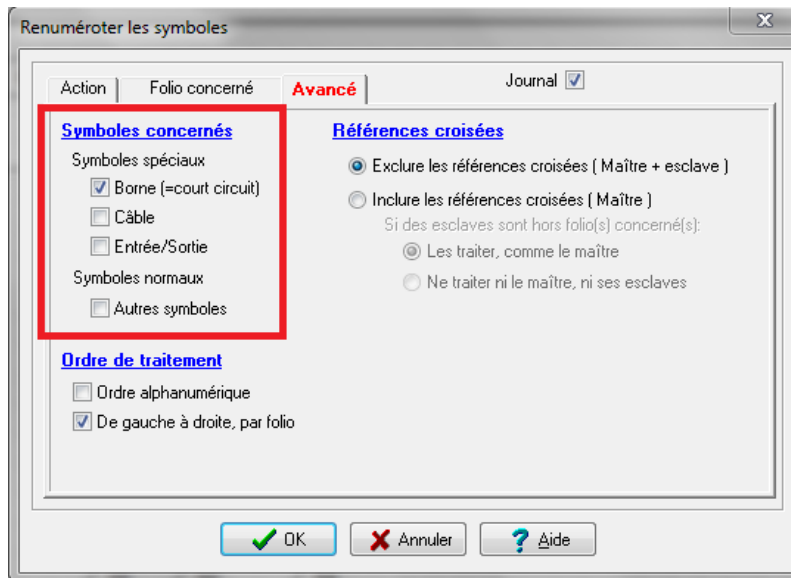 Renuméroter les symboles
Action
Folio concerné
Avancé
Journal
Symboles concernés
Symboles spéciaux
Borne (=court circuit)
Câble
Entrée/Sortie
Symboles normaux
Autres symboles
Ordre de traitement
Ordre alphanumérique
De gauche à droite, par folio
Références croisées
Exclure les références croisées ( Maître + esclave )
Inclure les références croisées ( Maître )
Si des esclaves sont hors folio(s) concerné(s):
Les traiter, comme le maître
Ne traiter ni le maître, ni ses esclaves
OK
Annuler
Aide